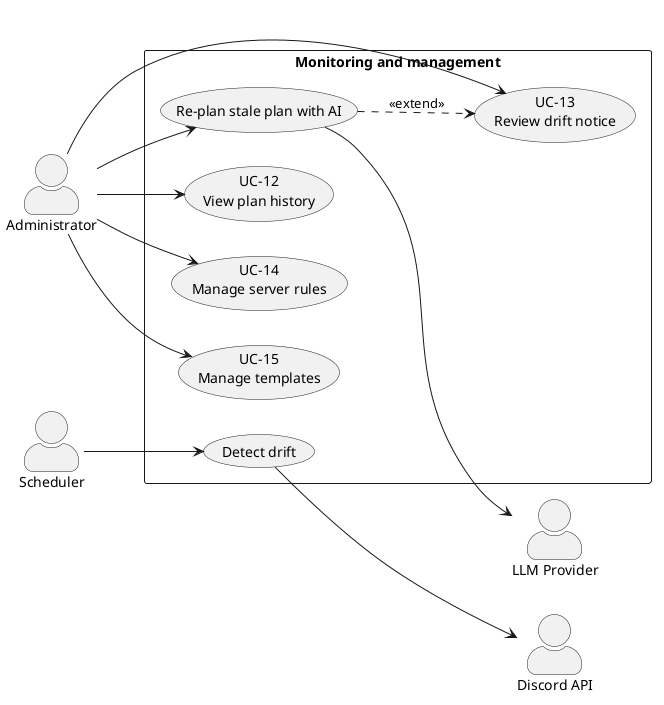 Monitoring and management
Re-plan stale plan with AI
«extend»
UC-13
Review drift notice
UC-12
View plan history
Administrator
UC-14
Manage server rules
UC-15
Manage templates
Detect drift
Scheduler
LLM Provider
Discord API